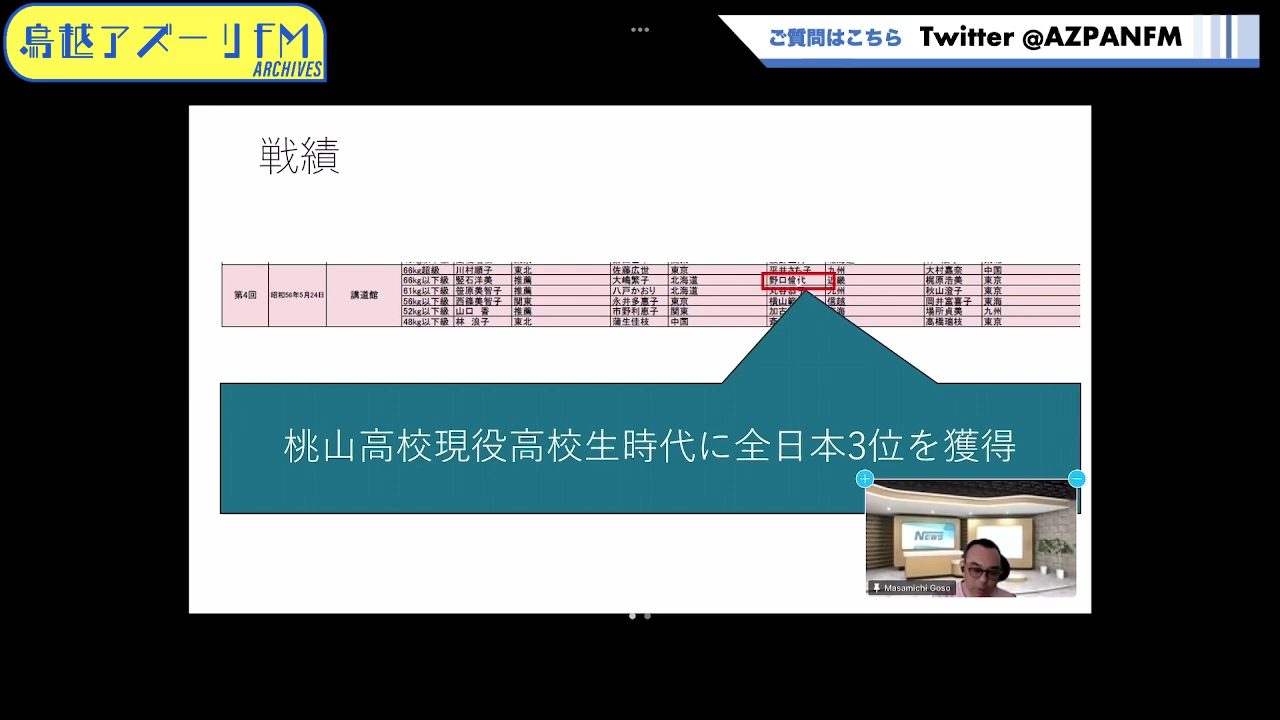 鳥越アズーリFM
ARCHIVES
ご質問はこちら Twitter @AZPANFM
戦績
第4回 昭和56年5月24日 講道館
66kg超級 川村順子 東北 佐藤広世 東京 平井さち子 九州 大村嘉奈 中国
66kg以下級 竪石洋美 推薦 大嶋繁子 北海道 野口倫代 近畿 梶原浩美 東京
61kg以下級 笹原美智子 推薦 八戸かおり 北海道 九州 秋山澄子 東京
56kg以下級 西篠美智子 関東 永井多惠子 東京 信越 岡井富喜子 東海
52kg以下級 山口 香 推薦 市野利恵子 関東 場所貞美 九州
48kg以下級 林 浪子 東北 蒲生佳枝 中国 高橋瑞枝 東京
桃山高校現役高校生時代に全日本3位を獲得
NEWS
Masamichi Goso